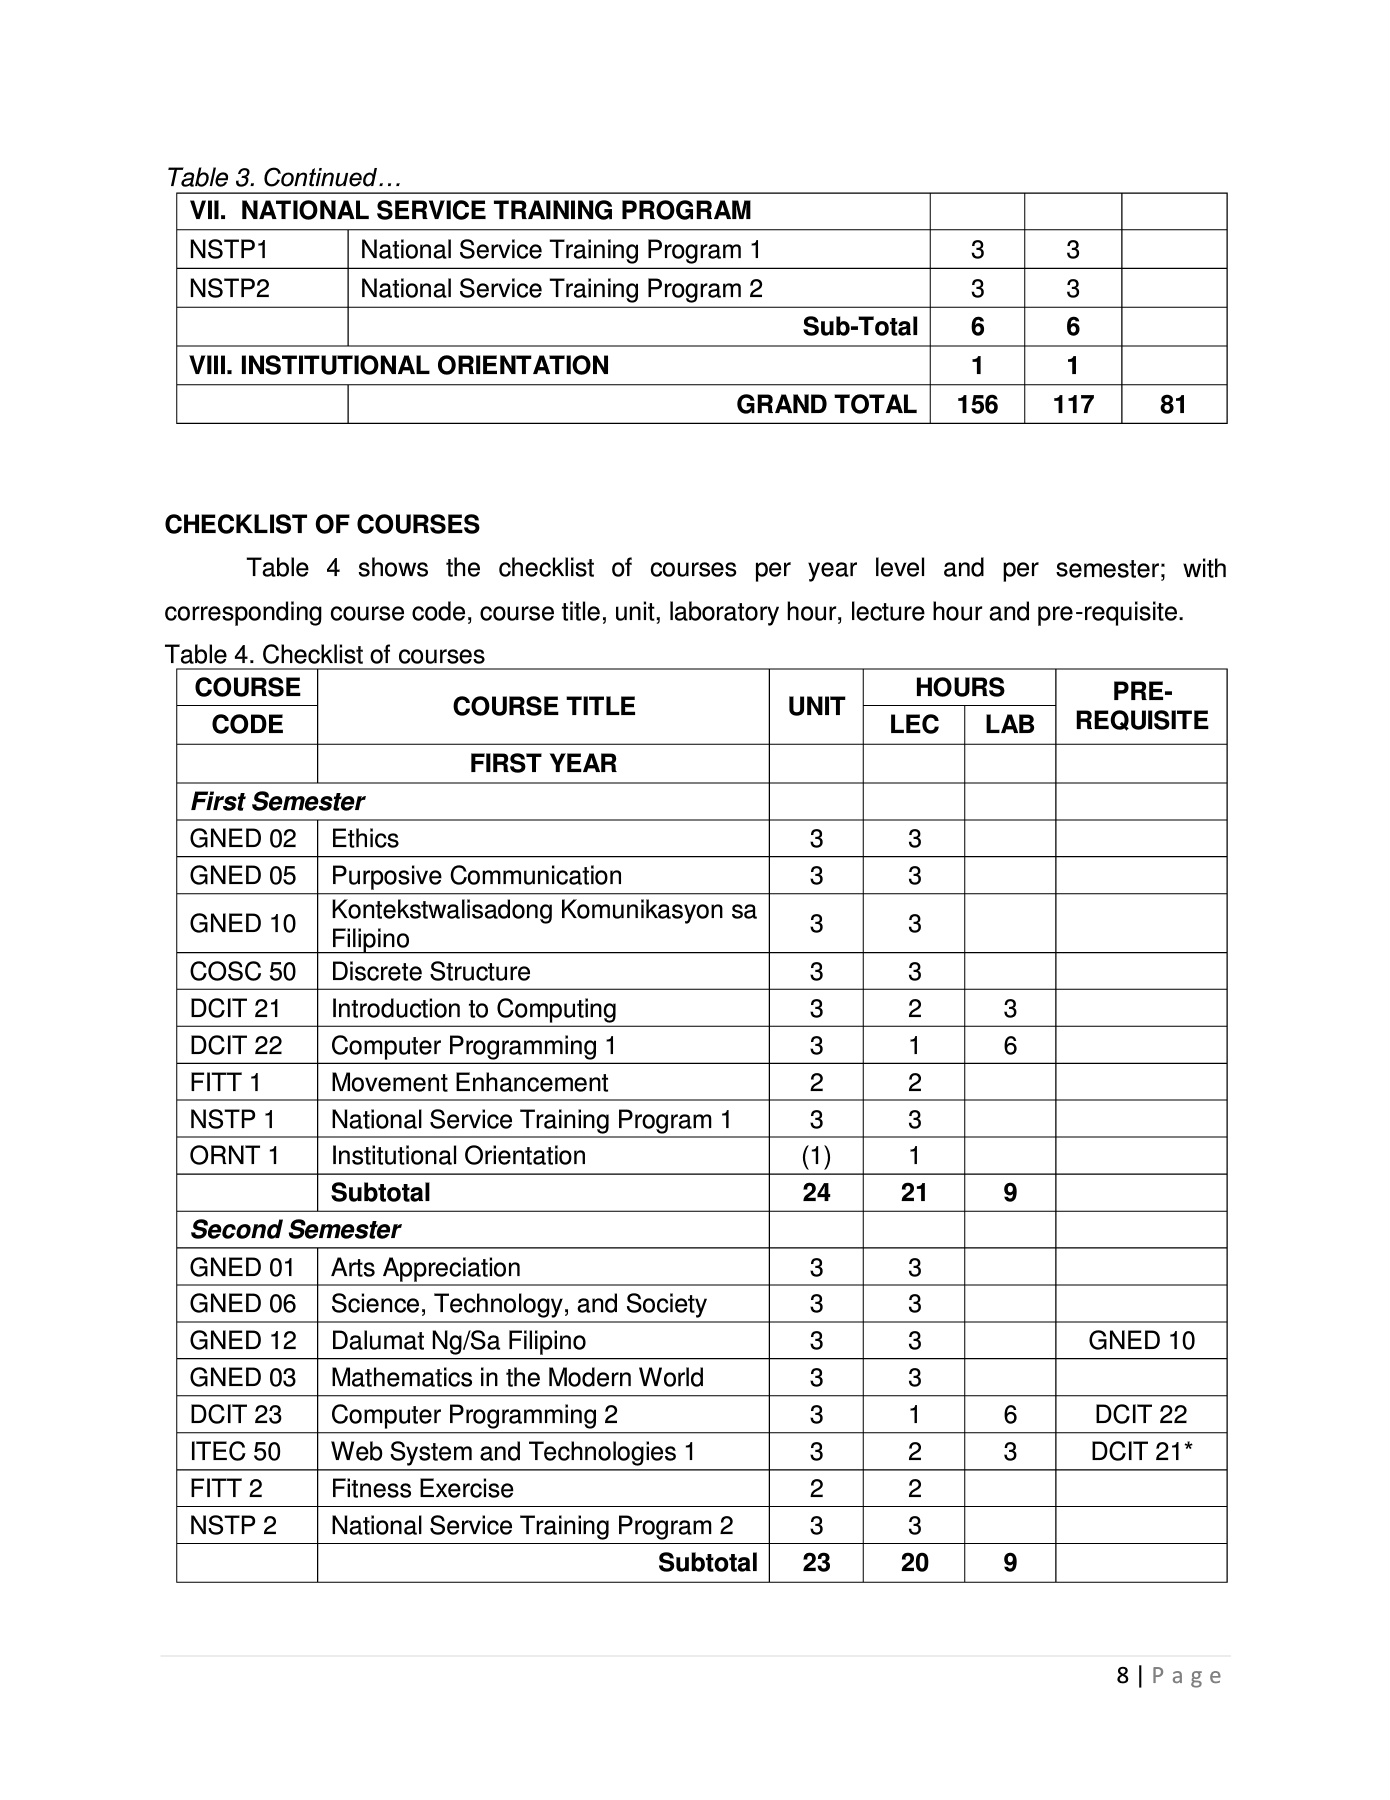 Table 3. Continued…
VII. NATIONAL SERVICE TRAINING PROGRAM
NSTP1 National Service Training Program 1 3 3
NSTP2 National Service Training Program 2 3 3
Sub-Total 6 6
VIII. INSTITUTIONAL ORIENTATION 1 1
GRAND TOTAL 156 117 81
CHECKLIST OF COURSES
Table 4 shows the checklist of courses per year level and per semester; with
corresponding course code, course title, unit, laboratory hour, lecture hour and pre-requisite.
Table 4. Checklist of courses
COURSE CODE COURSE TITLE UNIT HOURS LEC LAB PRE-REQUISITE
FIRST YEAR
First Semester
GNED 02 Ethics 3 3
GNED 05 Purposive Communication 3 3
GNED 10 Kontekstwalisadong Komunikasyon sa Filipino 3 3
COSC 50 Discrete Structure 3 3
DCIT 21 Introduction to Computing 3 2 3
DCIT 22 Computer Programming 1 3 1 6
FITT 1 Movement Enhancement 2 2
NSTP 1 National Service Training Program 1 3 3
ORNT 1 Institutional Orientation (1) 1
Subtotal 24 21 9
Second Semester
GNED 01 Arts Appreciation 3 3
GNED 06 Science, Technology, and Society 3 3
GNED 12 Dalumat Ng/Sa Filipino 3 3 GNED 10
GNED 03 Mathematics in the Modern World 3 3
DCIT 23 Computer Programming 2 3 1 6 DCIT 22
ITEC 50 Web System and Technologies 1 3 2 3 DCIT 21*
FITT 2 Fitness Exercise 2 2
NSTP 2 National Service Training Program 2 3 3
Subtotal 23 20 9
8 | Page